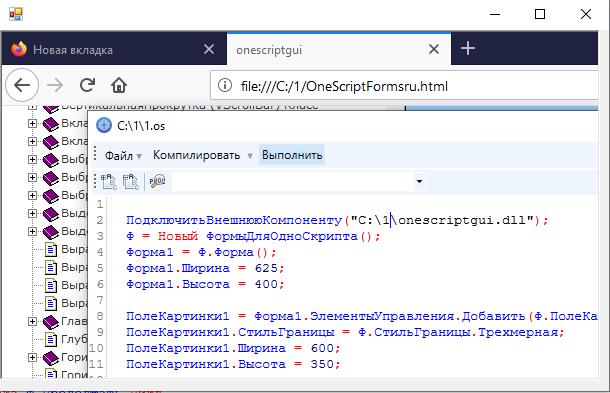 Новая вкладка
onescriptgui
file:///C:/1/OneScriptFormsru.html
Вертикальнаяпрокрутка (VScrollBar) Класс
Вкла
Вкла
Выбр
Выбр
Выбр
Выде
Выде
Выра
Выра
Выра
Выра
Глав
Глуб
Гори
Гори
C:\1\1.os
Файл Компилировать Выполнить
1
2 ПодключитьВнешнююКомпоненту("C:\1\onescriptgui.dll");
3 Ф = Новый ФормыДляОдноСкрипта();
4 Форма1 = Ф.Форма();
5 Форма1.Ширина = 625;
6 Форма1.Высота = 400;
7
8 ПолеКартинки1 = Форма1.ЭлементыУправления.Добавить(Ф.ПолеКа
9 ПолеКартинки1.СтильГраницы = Ф.СтильГраницы.Трехмерная;
10 ПолеКартинки1.Ширина = 600;
11 ПолеКартинки1.Высота = 350;